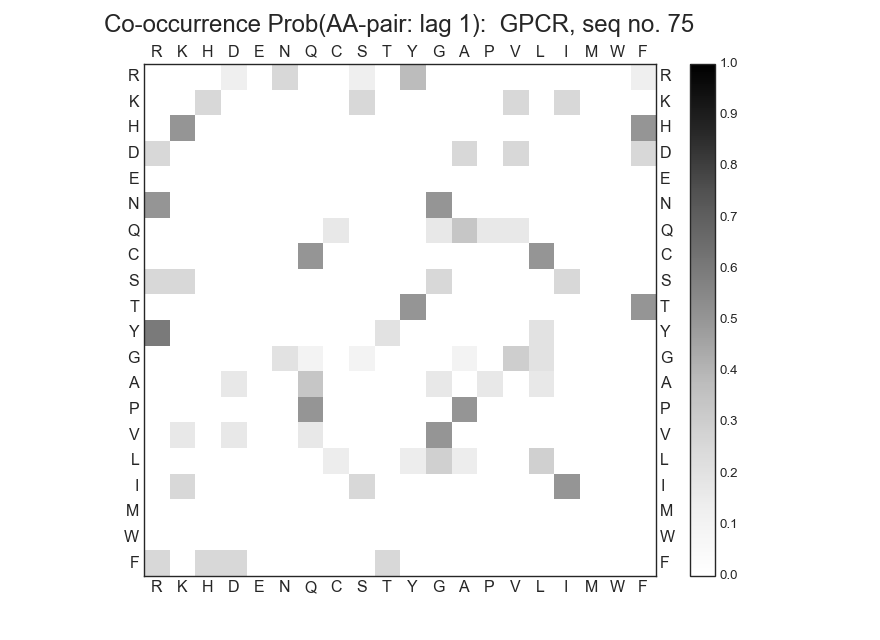 Co-occurrence Prob(AA-pair: lag 1):  GPCR, seq no. 75
R K H D E N Q C S T Y G A P V L I M W F
R R 1.0
K K 0.9
H H
D D 0.8
E E
N N 0.7
Q Q
C C 0.6
S S
T T 0.5
Y Y
G G 0.4
A A
P P 0.3
V V
L L 0.2
I I
M M 0.1
W W
F F 0.0
R K H D E N Q C S T Y G A P V L I M W F